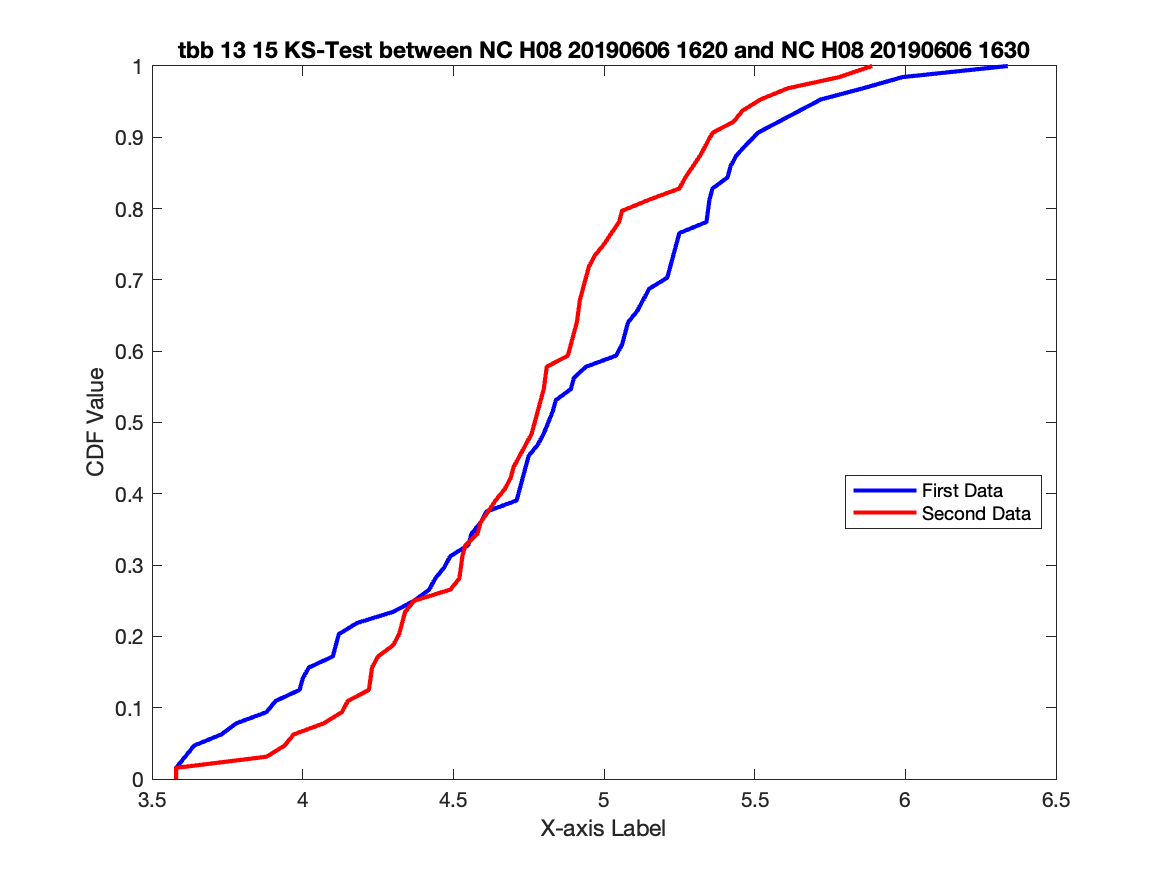 tbb 13 15 KS-Test between NC H08 20190606 1620 and NC H08 20190606 1630
1
0.9
0.8
0.7
0.6
0.5
0.4
0.3
0.2
0.1
0
CDF Value
First Data
Second Data
3.5 4 4.5 5 5.5 6 6.5
X-axis Label